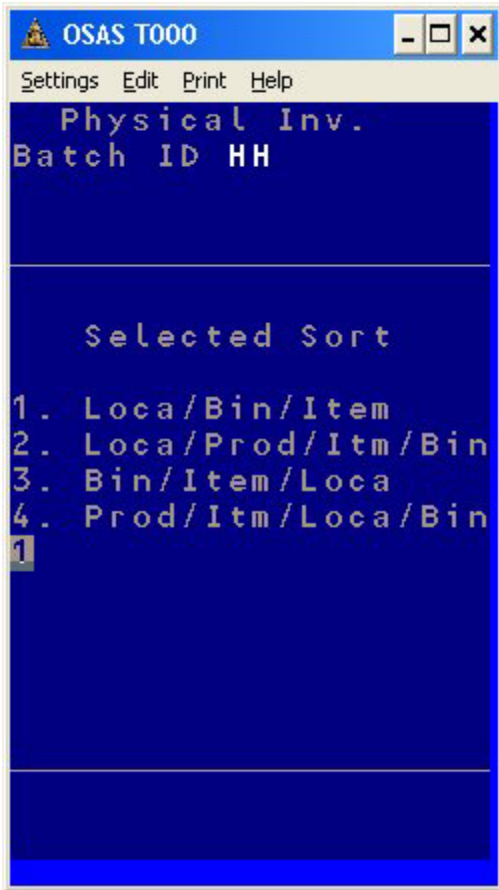 OSAS T000
Settings Edit Print Help
Physical Inv.
Batch ID HH
Selected Sort
1. Loca/Bin/Item
2. Loca/Prod/Itm/Bin
3. Bin/Item/Loca
4. Prod/Itm/Loca/Bin
1